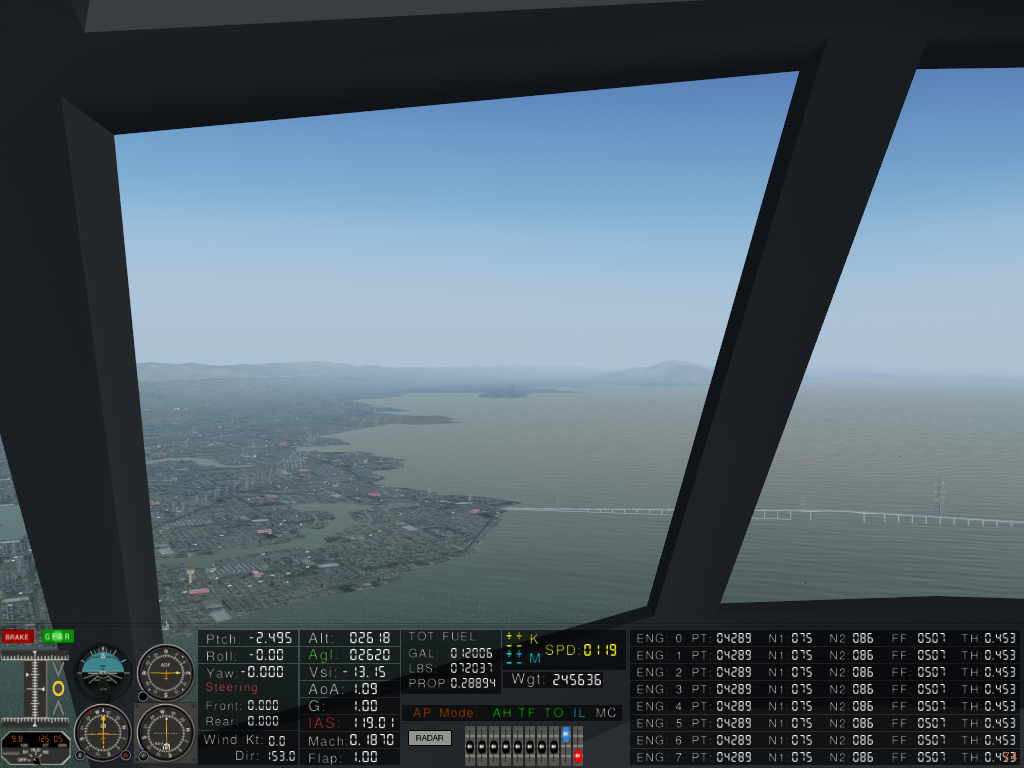 BRAKE GEAR
Ptch: -2.495
Roll: -0.00
Yaw: -0.000
Steering
Front: 0.000
Rear: 0.000
Wind Kt: 0.0
Dir: 153.0
Alt: 02618
Agl: 02620
Vsi: -13.15
AoA: 1.09
G: 1.00
IAS: 119.01
Mach: 0.1870
Flap: 1.00
TOT FUEL:
GAL: 012006
LBS: 072037
PROP 0.28894
K
M
SPD: 0119
Wgt: 245636
AP Mode: AH TF TO IL MC
RADAR
ADF
9.8 125 05
ENG: 0 PT: 04289 N1: 075 N2: 086 FF: 0507 TH: 0.453
ENG: 1 PT: 04289 N1: 075 N2: 086 FF: 0507 TH: 0.453
ENG: 2 PT: 04289 N1: 075 N2: 086 FF: 0507 TH: 0.453
ENG: 3 PT: 04289 N1: 075 N2: 086 FF: 0507 TH: 0.453
ENG: 4 PT: 04289 N1: 075 N2: 086 FF: 0507 TH: 0.453
ENG: 5 PT: 04289 N1: 075 N2: 086 FF: 0507 TH: 0.453
ENG: 6 PT: 04289 N1: 075 N2: 086 FF: 0507 TH: 0.453
ENG: 7 PT: 04289 N1: 075 N2: 086 FF: 0507 TH: 0.453